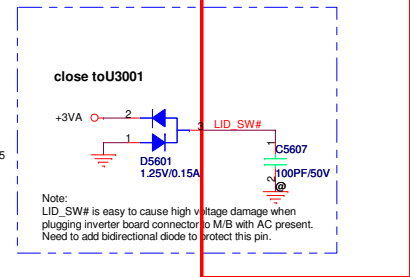 close toU3001
+3VA
2
1
3
LID_SW#
5
D5601
1.25V/0.15A
1
C5607
2
100PF/50V
@
Note:
LID_SW# is easy to cause high voltage damage when
plugging inverter board connector to M/B with AC present.
Need to add bidirectional diode to protect this pin.